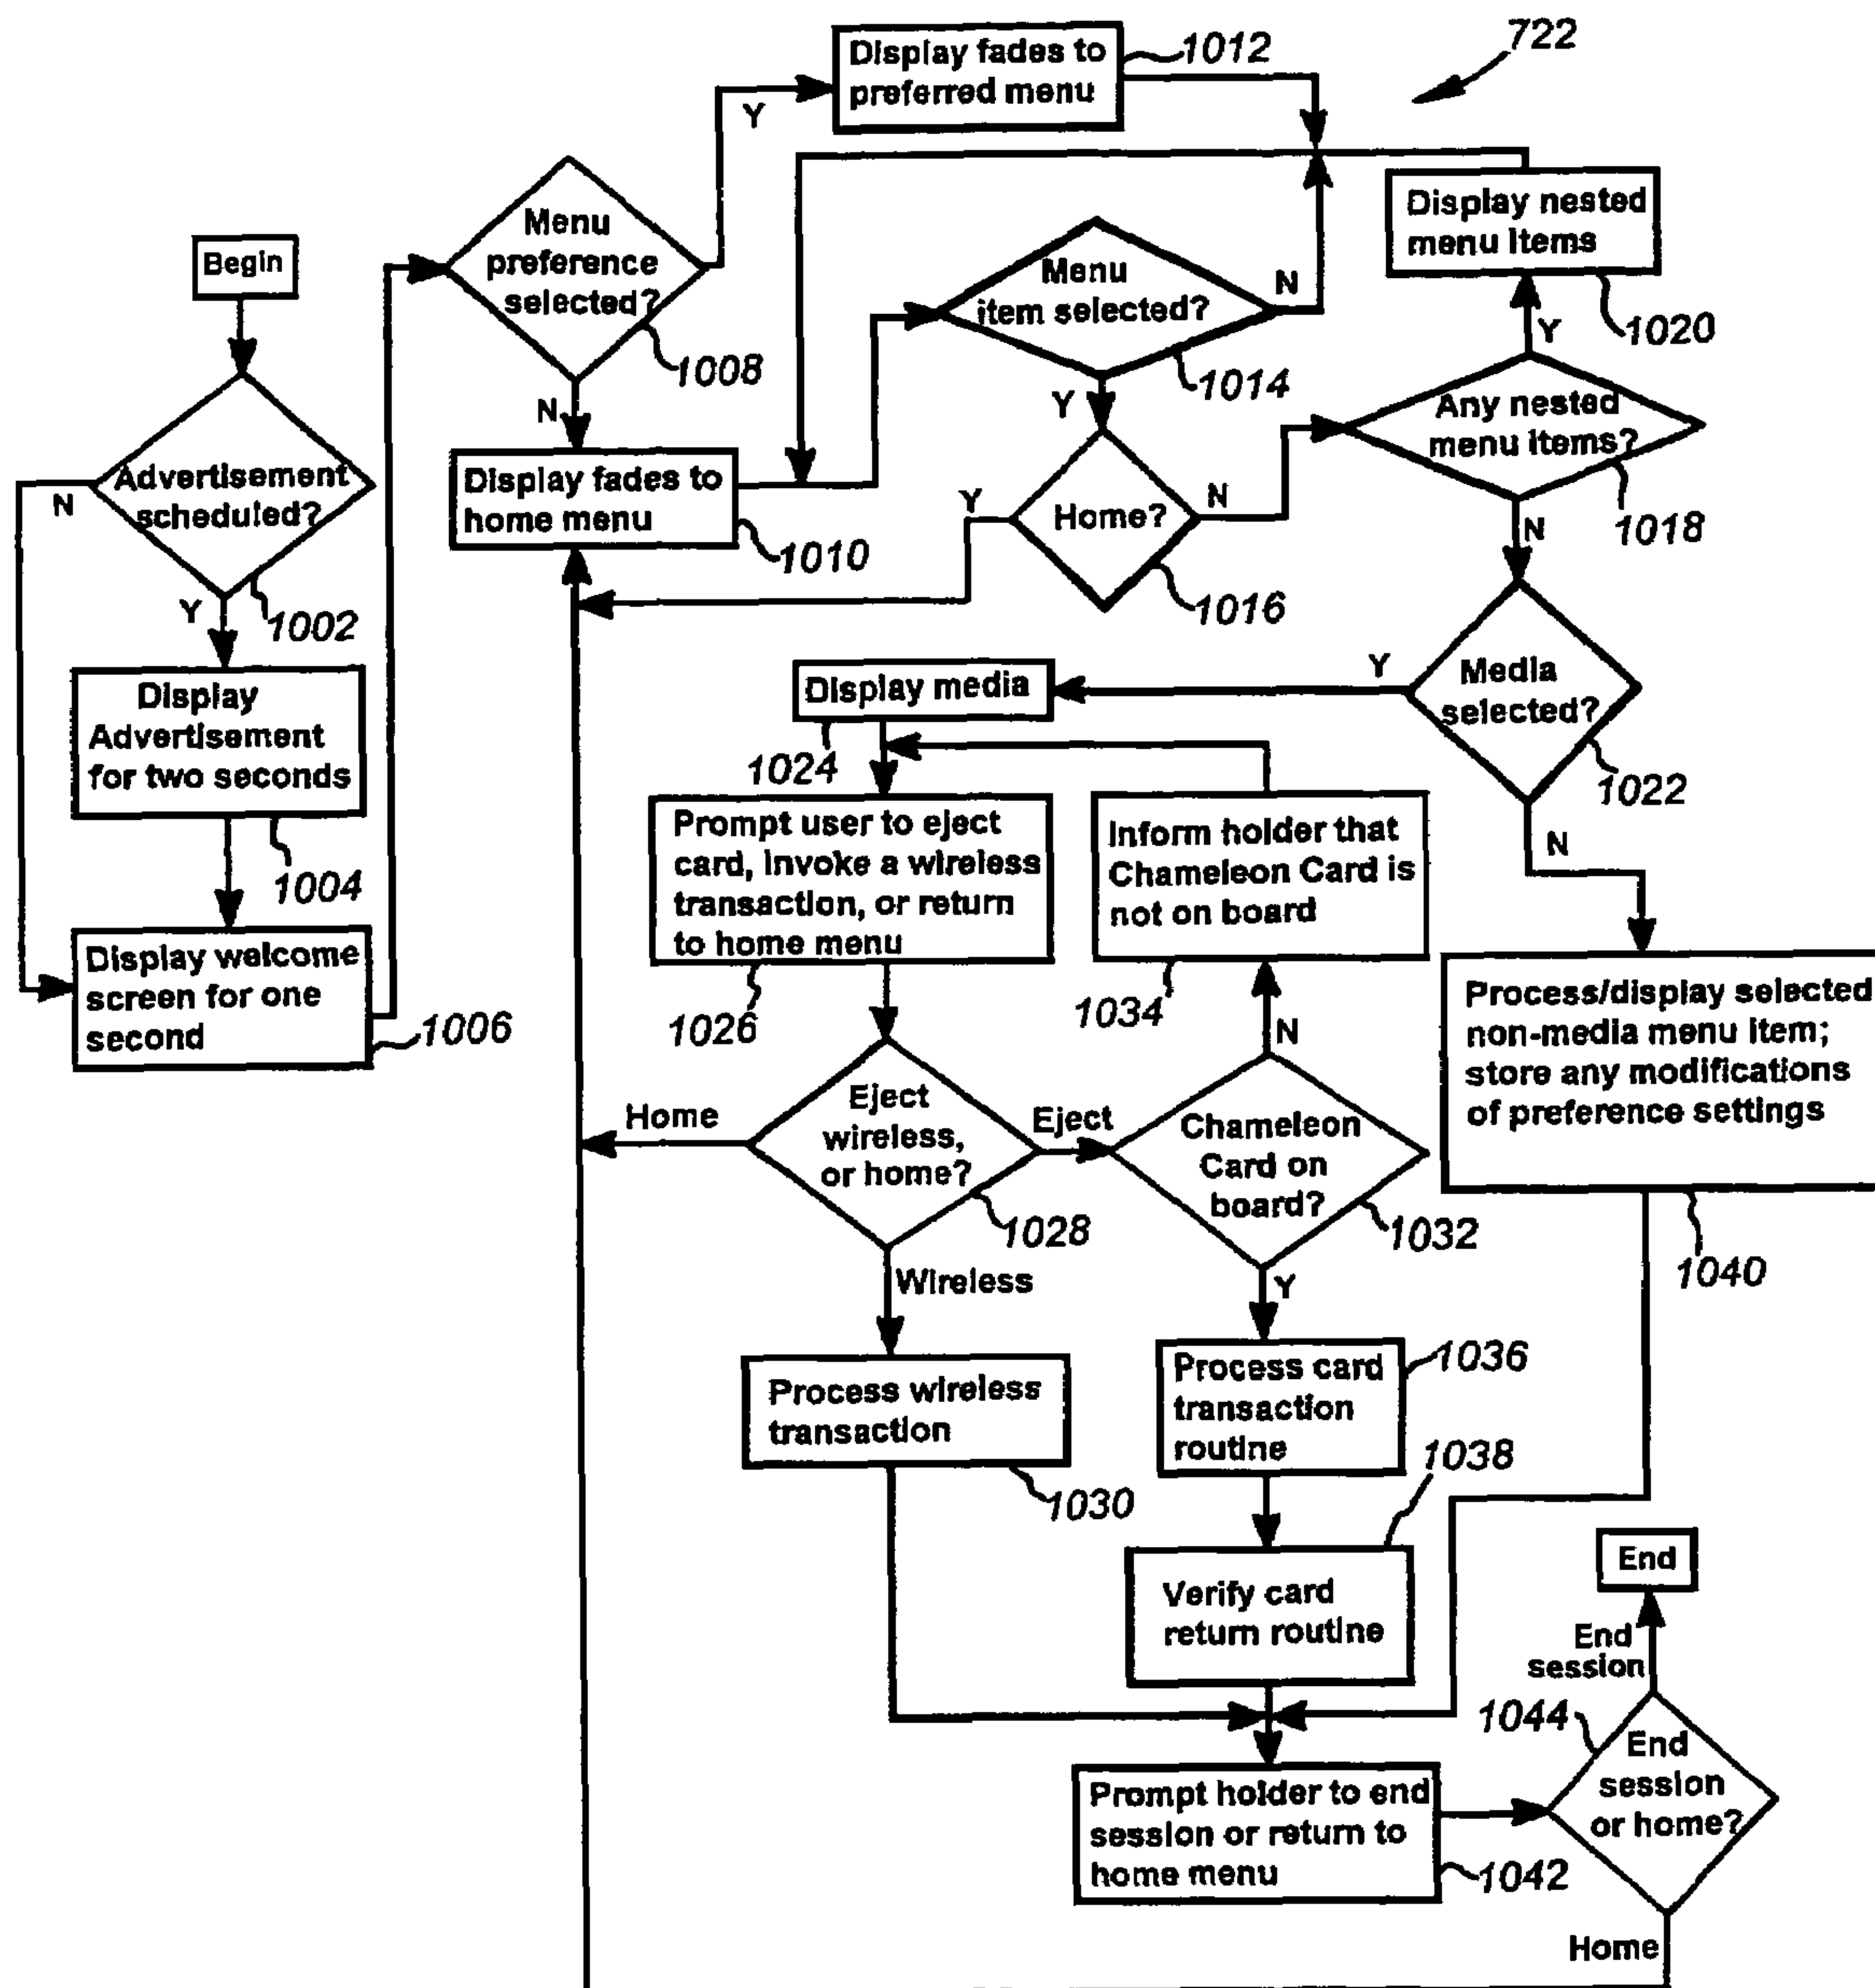 722
Display fades to
preferred menu
1012
Y
Begin
Menu
preference
selected?
1008
N
Menu
item selected?
N
1014
Y
Display nested
menu items
1020
Y
Advertisement
scheduled?
N
1002
Y
Display fades to
home menu
1010
Home?
Y
N
1016
Any nested
menu items?
1018
N
Display
Advertisement
for two seconds
1004
Display welcome
screen for one
second
1006
Display media
1024
Y
Media
selected?
1022
N
Prompt user to eject
card, invoke a wireless
transaction, or return
to home menu
1026
Inform holder that
Chameleon Card is
not on board
1034
N
Process/display selected
non-media menu item;
store any modifications
of preference settings
1040
Home
Eject
wireless,
or home?
1028
Eject
Chameleon
Card on
board?
1032
Wireless
Y
Process wireless
transaction
1030
Process card
transaction
routine
1036
1038
Verify card
return routine
End
End
session
1044
End
session
or home?
Prompt holder to end
session or return to
home menu
1042
Home